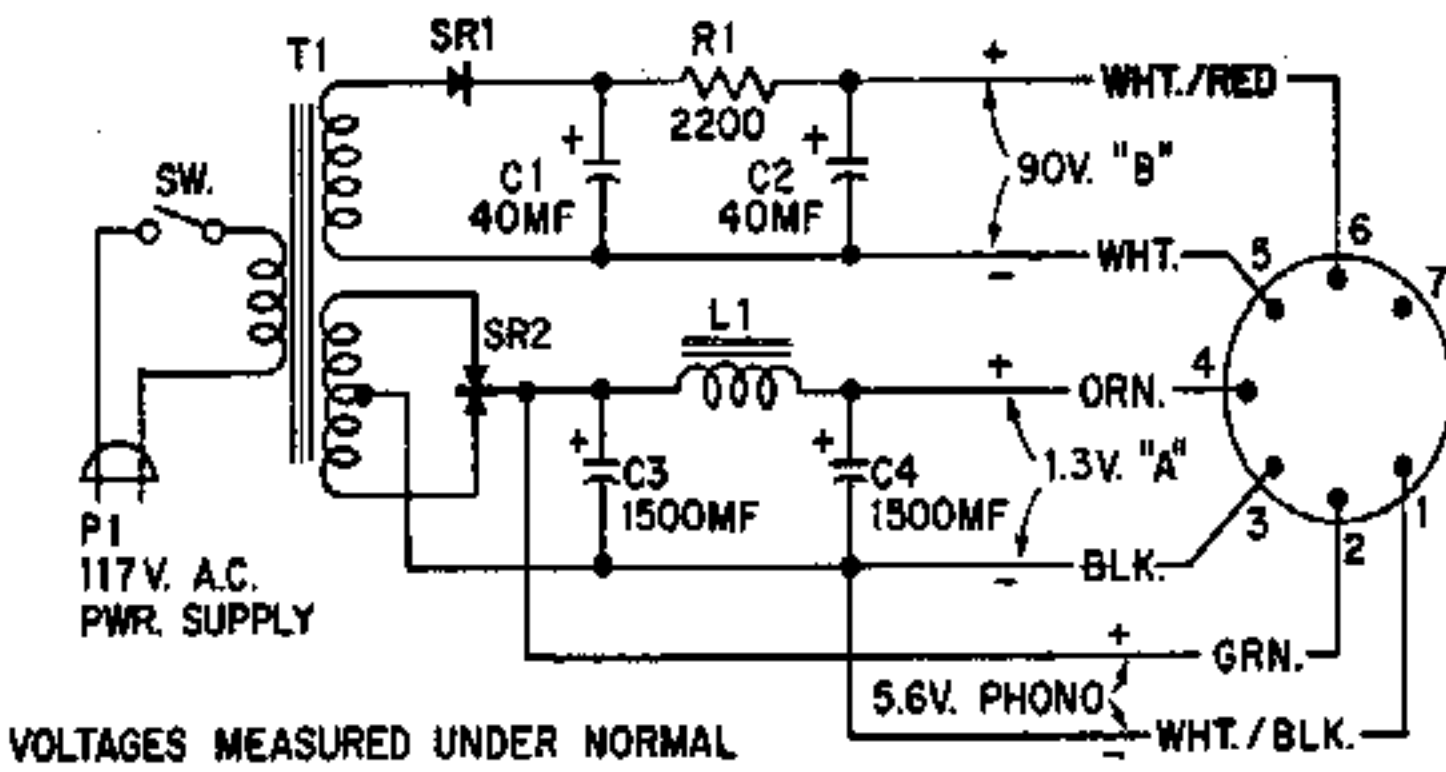 T1
SR1
R1
2200
+
WHT./RED
SW.
+
C1
40MF
+
C2
40MF
90V. "B"
6
5
7
-
WHT.
SR2
L1
+
ORN.
4
+
C3
1500MF
+
C4
1500MF
1.3V. "A"
P1
117V. A.C.
PWR. SUPPLY
-
BLK.
3
2
1
+
GRN.
5.6V. PHONO
-
WHT./BLK.
VOLTAGES MEASURED UNDER NORMAL